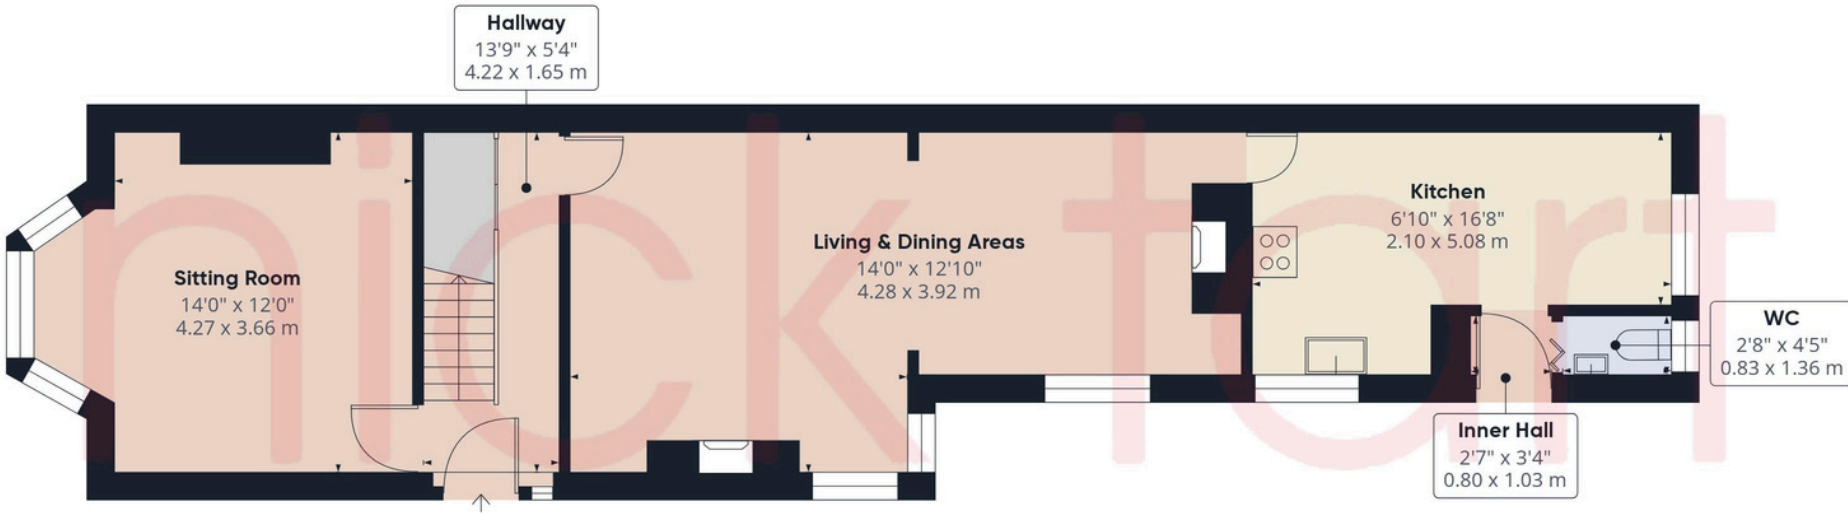 Hallway
13'9" x 5'4"
4.22 x 1.65 m
Sitting Room
14'0" x 12'0"
4.27 x 3.66 m
Living & Dining Areas
14'0" x 12'10"
4.28 x 3.92 m
Kitchen
6'10" x 16'8"
2.10 x 5.08 m
WC
2'8" x 4'5"
0.83 x 1.36 m
Inner Hall
2'7" x 3'4"
0.80 x 1.03 m
nick tart